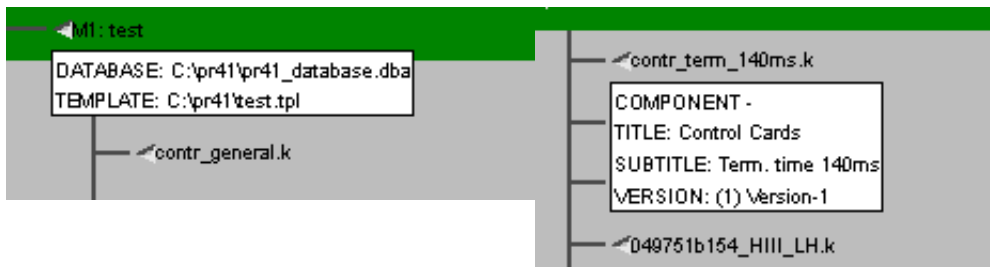 M1: test
DATABASE: C:\pr41\pr41_database.dba
TEMPLATE: C:\pr41\test.tpl
contr_general.k
contr_term_140ms.k
COMPONENT -
TITLE: Control Cards
SUBTITLE: Term. time 140ms
VERSION: (1) Version-1
049751b154_HIII_LH.k